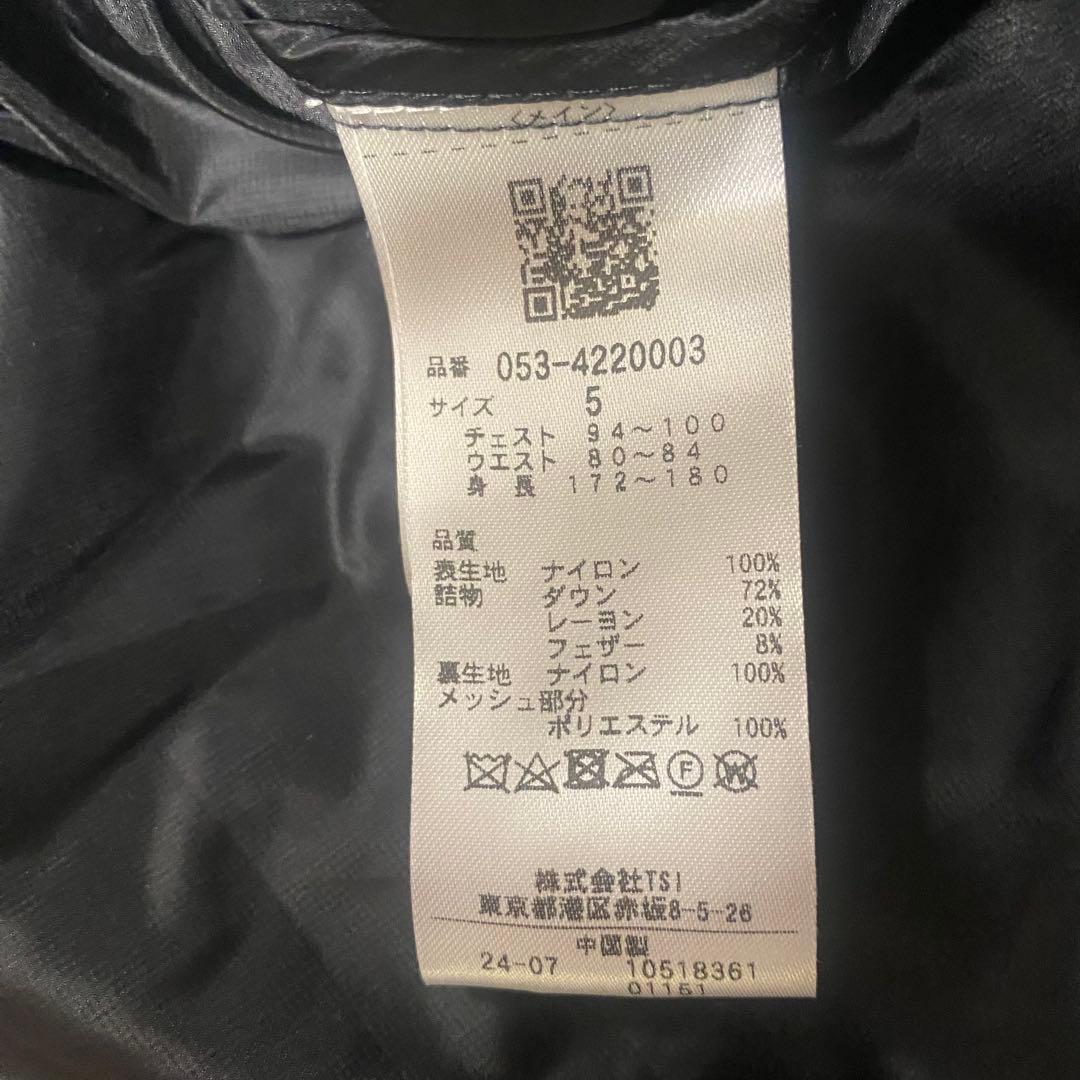 <メイン>
品番 053-4220003
サイズ 5
チェスト 94～100
ウエスト 80～84
身長 172～180
品質
表生地 ナイロン 100%
詰物 ダウン 72%
レーヨン 20%
フェザー 8%
裏生地 ナイロン 100%
メッシュ部分
ポリエステル 100%
F W
株式会社TSI
東京都港区赤坂8-5-26
中国製
24-07 10518361
01151